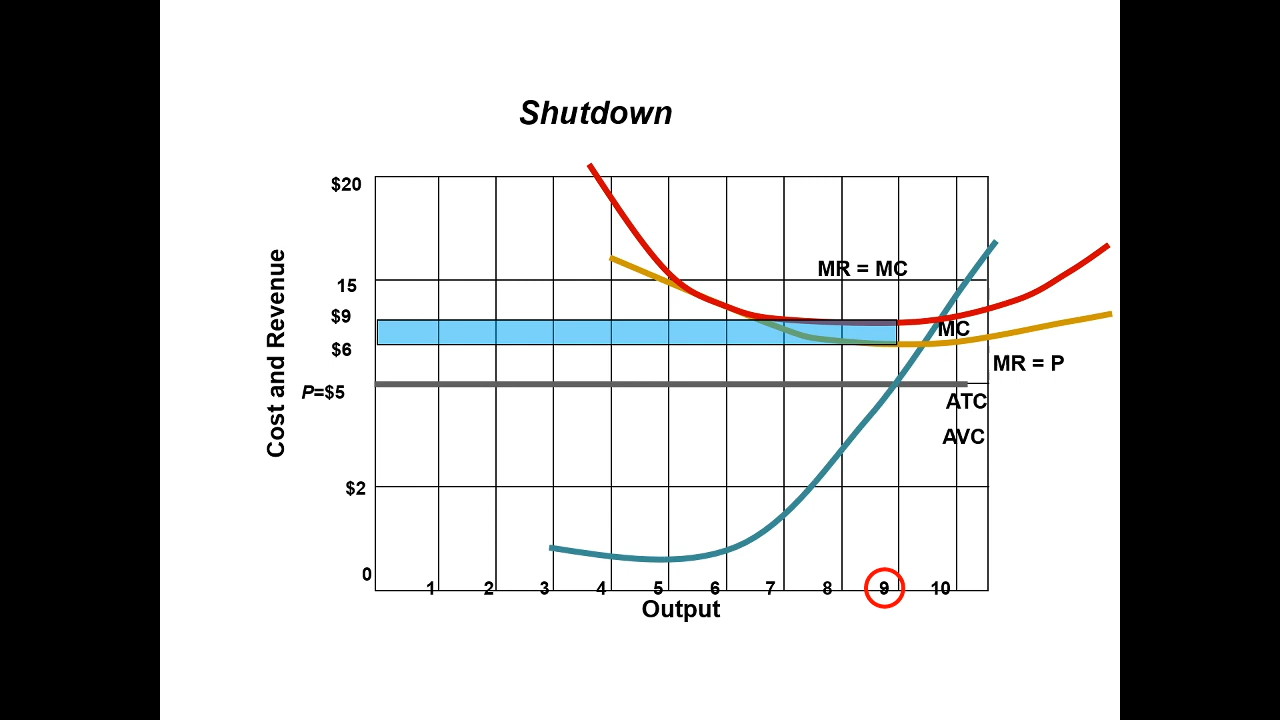 Shutdown
$20
MR = MC
15
$9
MC
$6
MR = P
P=$5
ATC
AVC
$2
0
1 2 3 4 5 6 7 8 9 10
Output
Cost and Revenue